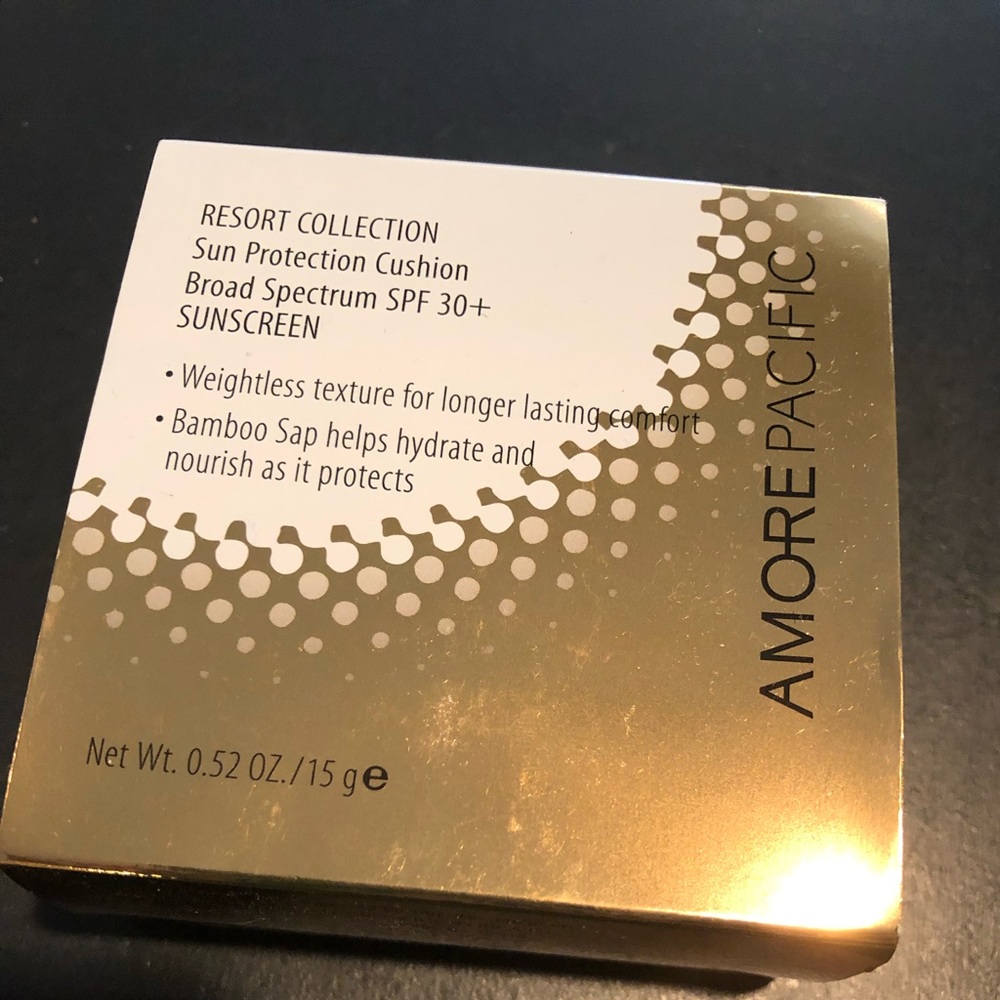 RESORT COLLECTION
Sun Protection Cushion
Broad Spectrum SPF 30+
SUNSCREEN
• Weightless texture for longer lasting comfort
• Bamboo Sap helps hydrate and
nourish as it protects
AMOREPACIFIC
Net Wt. 0.52 OZ./15 g e